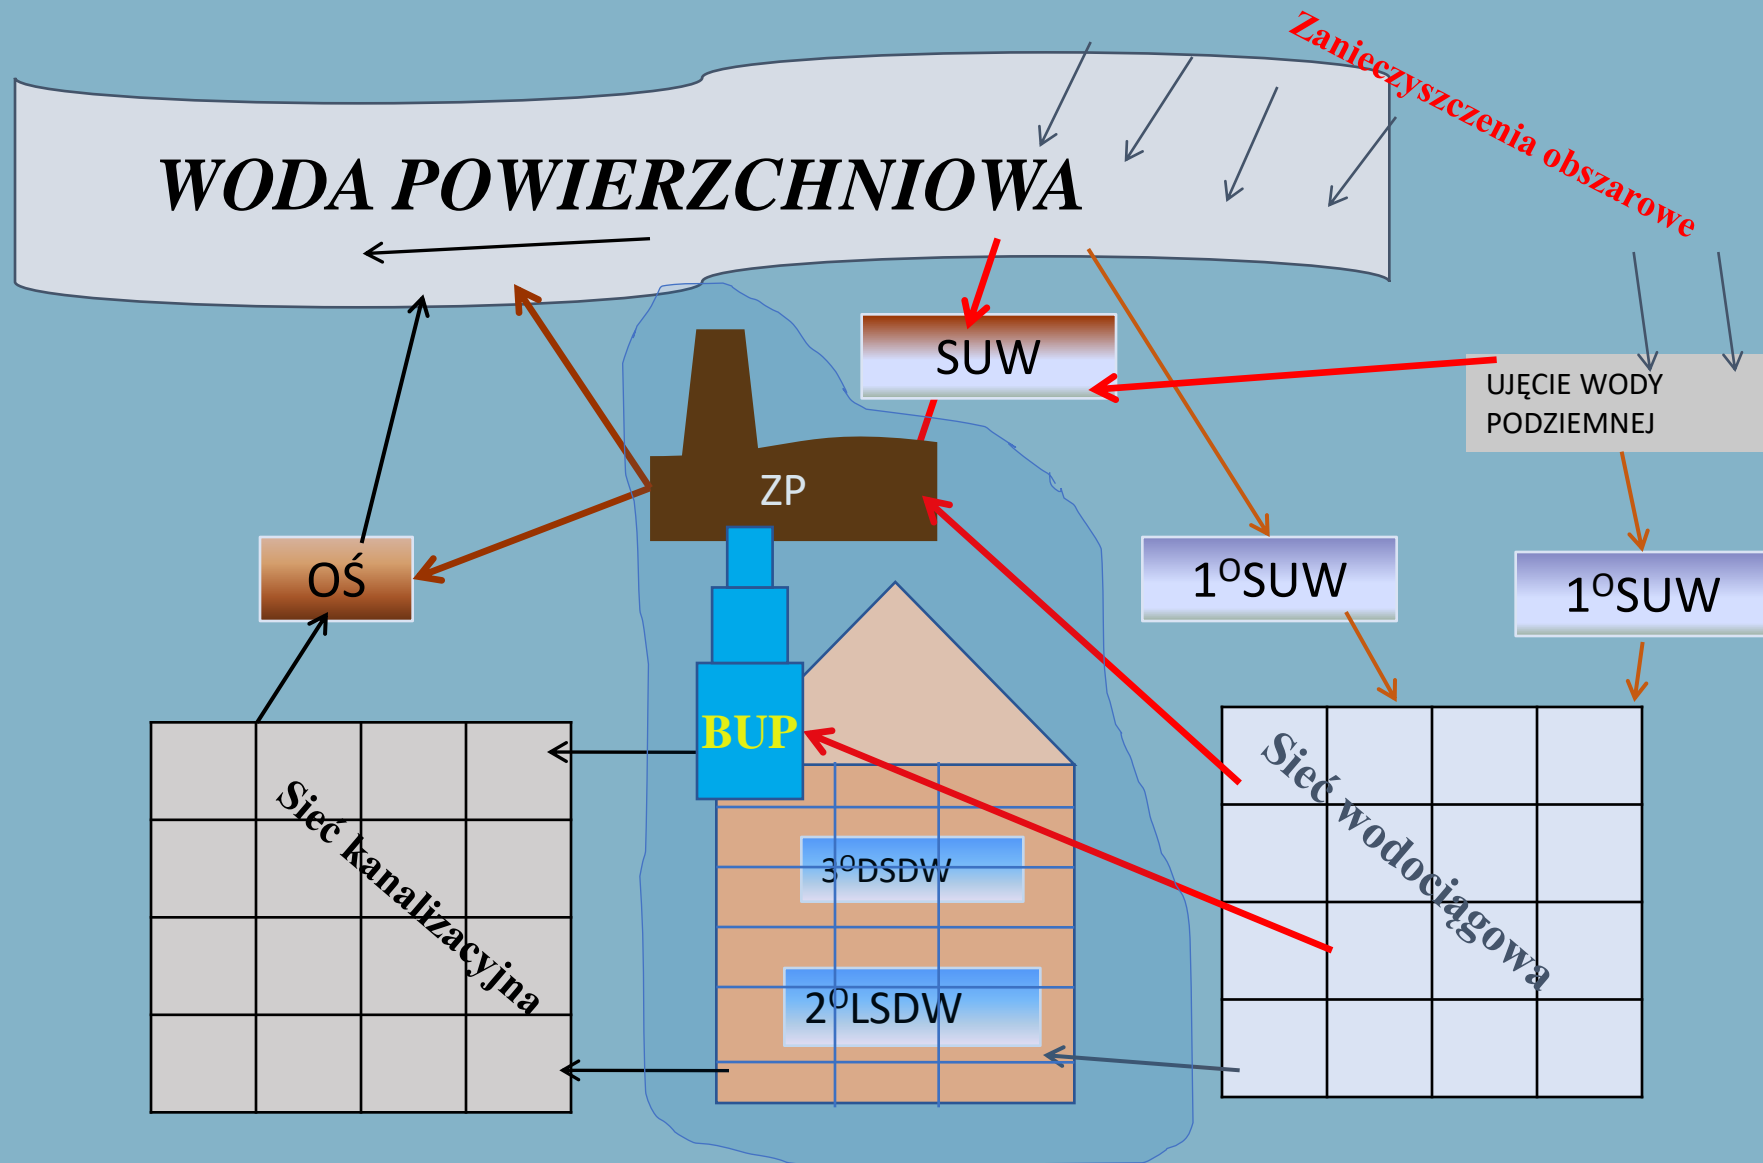 Zanieczyszczenia obszarowe
WODA POWIERZCHNIOWA
SUW
UJĘCIE WODY
PODZIEMNEJ
ZP
OŚ
1ᴼSUW
1ᴼSUW
BUP
Sieć kanalizacyjna
Sieć wodociągowa
3ᴼDSDW
2ᴼLSDW